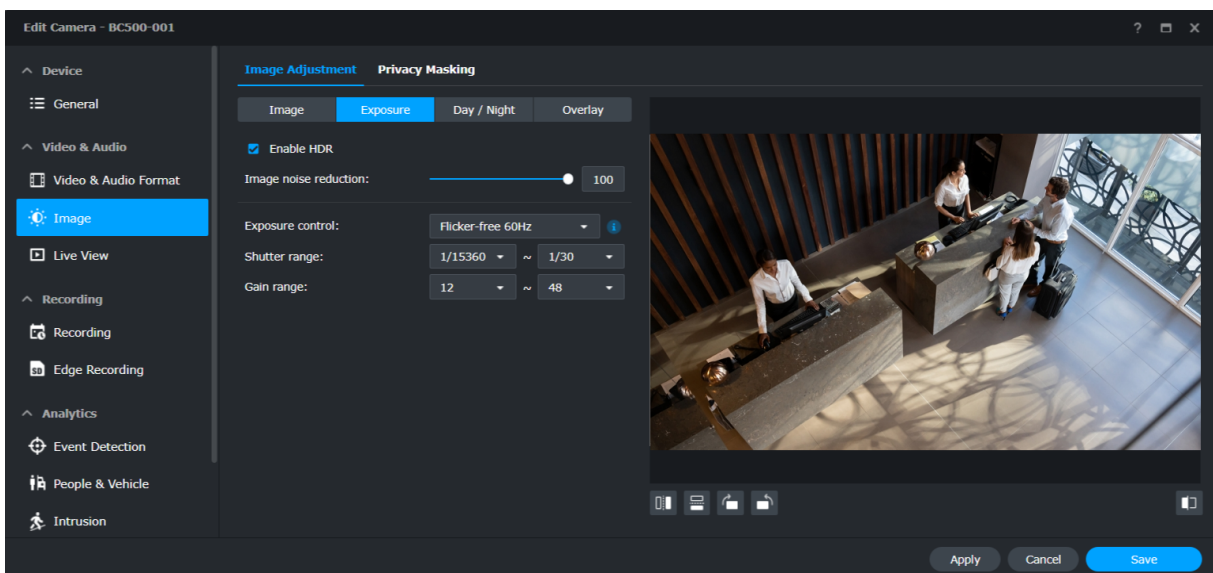 Edit Camera - BC500-001
?
Device
General
Video & Audio
Video & Audio Format
Image
Live View
Recording
Recording
SD Edge Recording
Analytics
Event Detection
People & Vehicle
Intrusion
Image Adjustment Privacy Masking
Image Exposure Day / Night Overlay
Enable HDR
Image noise reduction: 100
Exposure control: Flicker-free 60Hz i
Shutter range: 1/15360 ~ 1/30
Gain range: 12 ~ 48
Apply Cancel Save